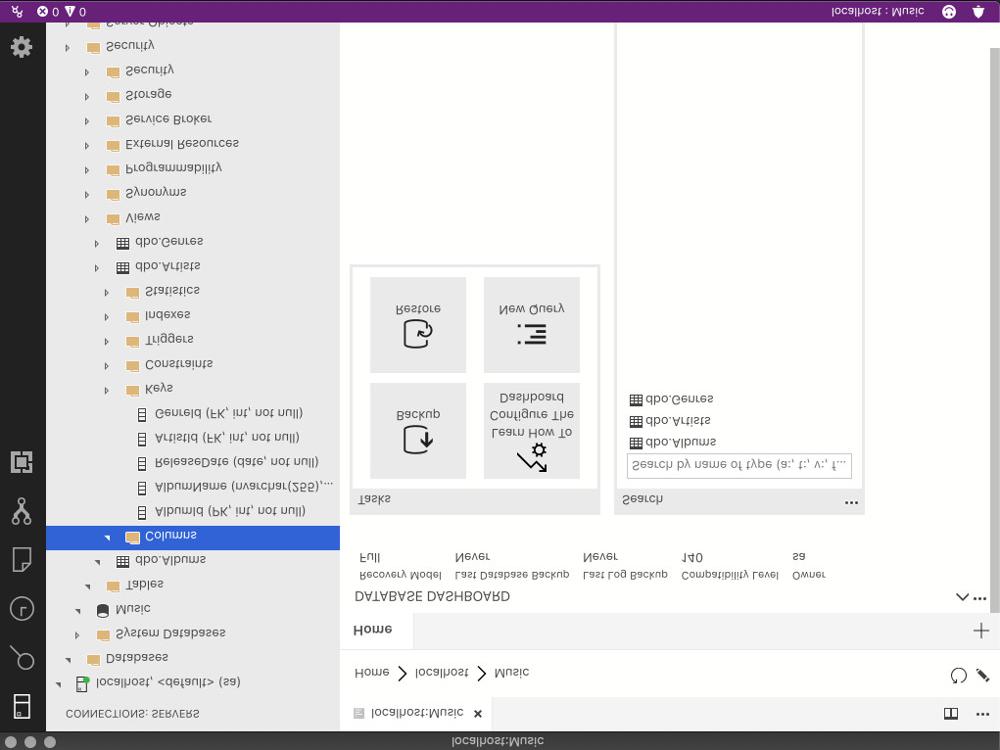 localhost:Music
CONNECTIONS: SERVERS
localhost, <default> (sa)
Databases
System Databases
Music
Tables
dbo.Albums
Columns
AlbumId (PK, int, not null)
AlbumName (nvarchar(255),...
ReleaseDate (date, not null)
ArtistId (FK, int, not null)
GenreId (FK, int, not null)
Keys
Constraints
Triggers
Indexes
Statistics
dbo.Artists
dbo.Genres
Views
Synonyms
Programmability
External Resources
Service Broker
Storage
Security
Security
Server Objects
localhost:Music
Home localhost Music
Home
DATABASE DASHBOARD
Recovery Model Last Database Backup Last Log Backup Compatibility Level Owner
Full Never Never 140 sa
Tasks
Backup
Learn How To
Configure The
Dashboard
Restore
New Query
Search
Search by name of type (a:, t:, v:, f...
dbo.Albums
dbo.Artists
dbo.Genres
0 0
localhost : Music